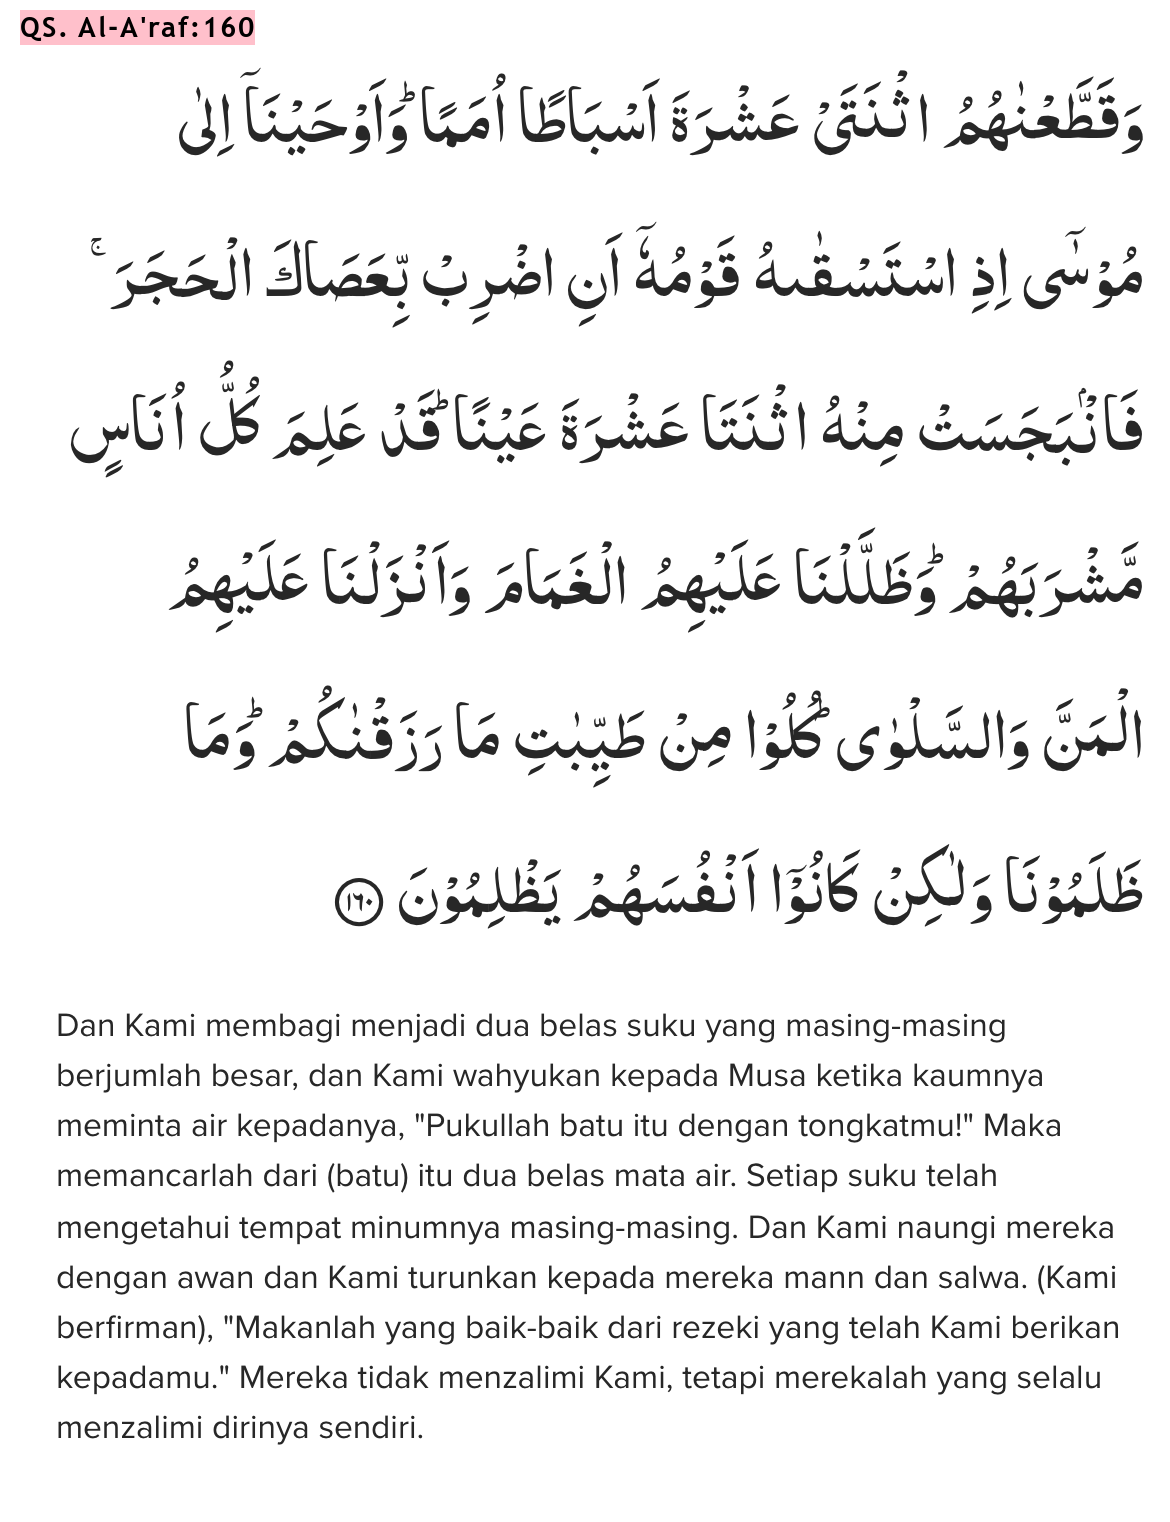 QS. Al-A'raf:160
وَقَطَّعْنٰهُمُ اثْنَتَيْ عَشْرَةَ اَسْبَاطًا اُمَمًاۗ وَاَوْحَيْنَآ اِلٰى
مُوْسٰٓى اِذِ اسْتَسْقٰىهُ قَوْمُهٗٓ اَنِ اضْرِبْ بِّعَصَاكَ الْحَجَرَۚ
فَانْۢبَجَسَتْ مِنْهُ اثْنَتَا عَشْرَةَ عَيْنًاۗ قَدْ عَلِمَ كُلُّ اُنَاسٍ
مَّشْرَبَهُمْۗ وَظَلَّلْنَا عَلَيْهِمُ الْغَمَامَ وَاَنْزَلْنَا عَلَيْهِمُ
الْمَنَّ وَالسَّلْوٰىۗ كُلُوْا مِنْ طَيِّبٰتِ مَا رَزَقْنٰكُمْۗ وَمَا
ظَلَمُوْنَا وَلٰكِنْ كَانُوْٓا اَنْفُسَهُمْ يَظْلِمُوْنَ ١٦٠
Dan Kami membagi menjadi dua belas suku yang masing-masing
berjumlah besar, dan Kami wahyukan kepada Musa ketika kaumnya
meminta air kepadanya, "Pukullah batu itu dengan tongkatmu!" Maka
memancarlah dari (batu) itu dua belas mata air. Setiap suku telah
mengetahui tempat minumnya masing-masing. Dan Kami naungi mereka
dengan awan dan Kami turunkan kepada mereka mann dan salwa. (Kami
berfirman), "Makanlah yang baik-baik dari rezeki yang telah Kami berikan
kepadamu." Mereka tidak menzalimi Kami, tetapi merekalah yang selalu
menzalimi dirinya sendiri.